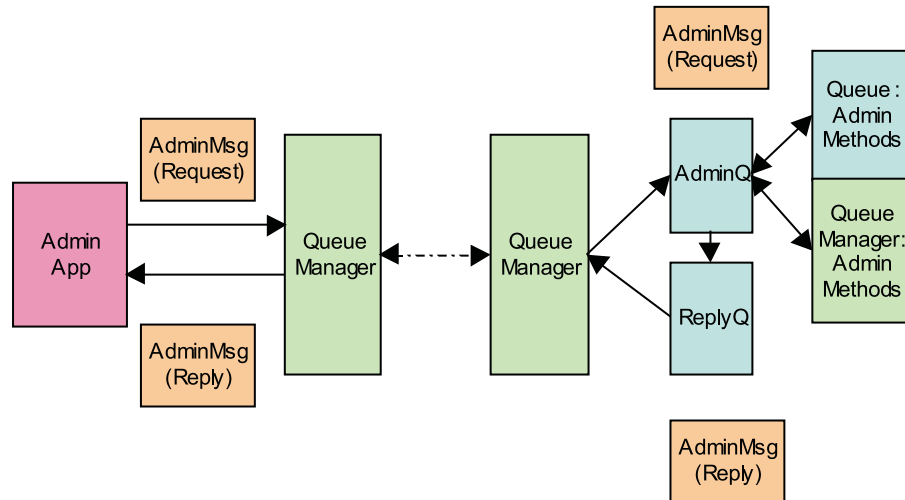 AdminMsg
(Request)
Admin
App
AdminMsg
(Reply)
Queue
Manager
Queue
Manager
AdminMsg
(Request)
AdminQ
ReplyQ
AdminMsg
(Reply)
Queue :
Admin
Methods
Queue
Manager:
Admin
Methods